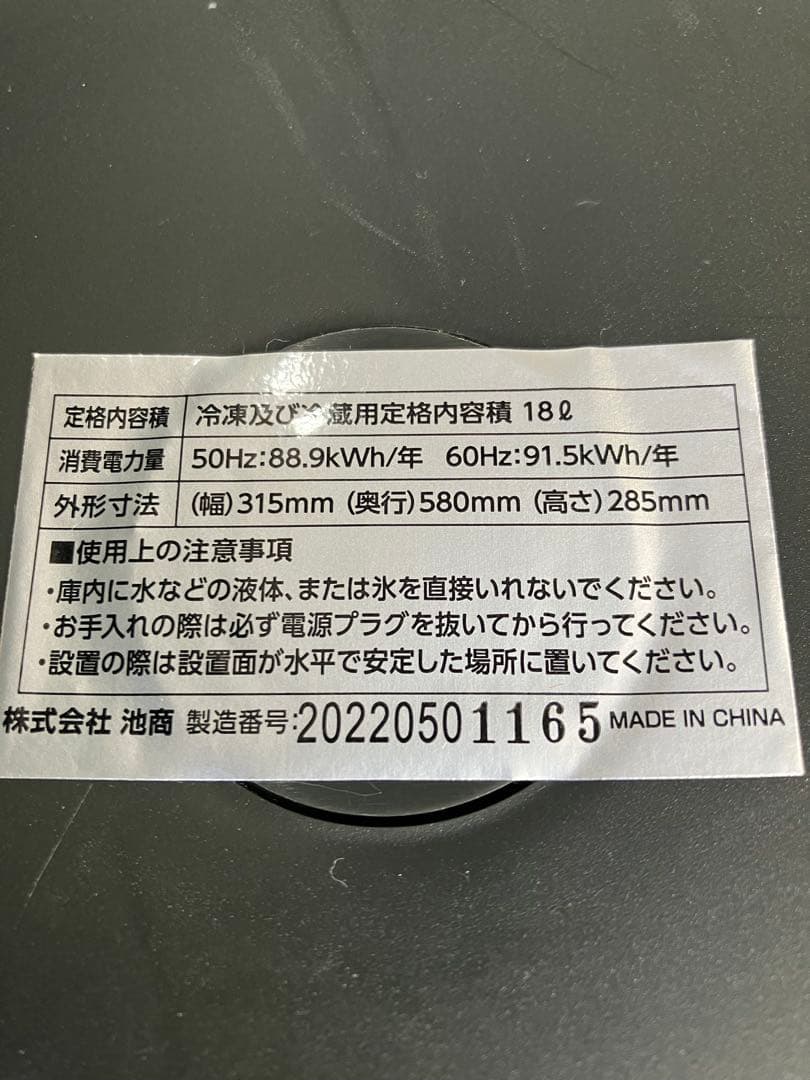 定格内容積 冷凍及び冷蔵用定格内容積 18ℓ
消費電力量 50Hz:88.9kWh/年 60Hz:91.5kWh/年
外形寸法 (幅)315mm (奥行)580mm (高さ)285mm
■使用上の注意事項
・庫内に水などの液体、または氷を直接いれないでください。
・お手入れの際は必ず電源プラグを抜いてから行ってください。
・設置の際は設置面が水平で安定した場所に置いてください。
株式会社 池商 製造番号:202205011165 MADE IN CHINA